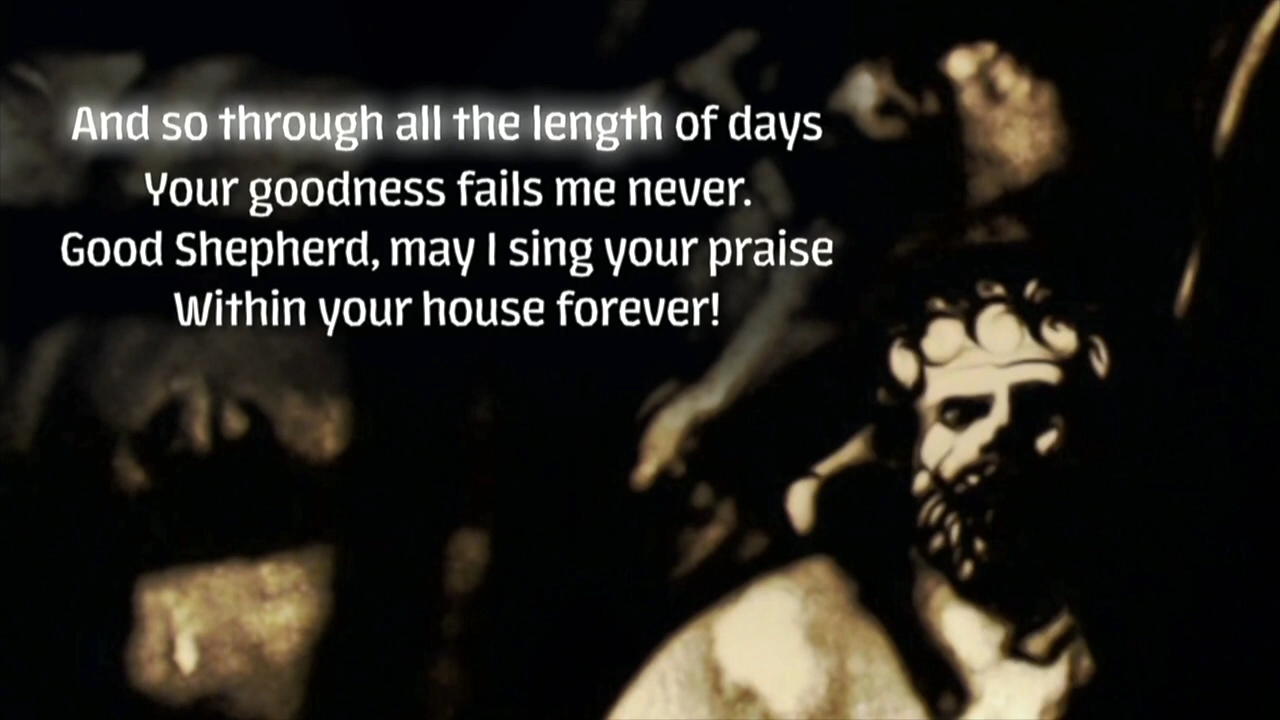 And so through all the length of days
Your goodness fails me never.
Good Shepherd, may I sing your praise
Within your house forever!